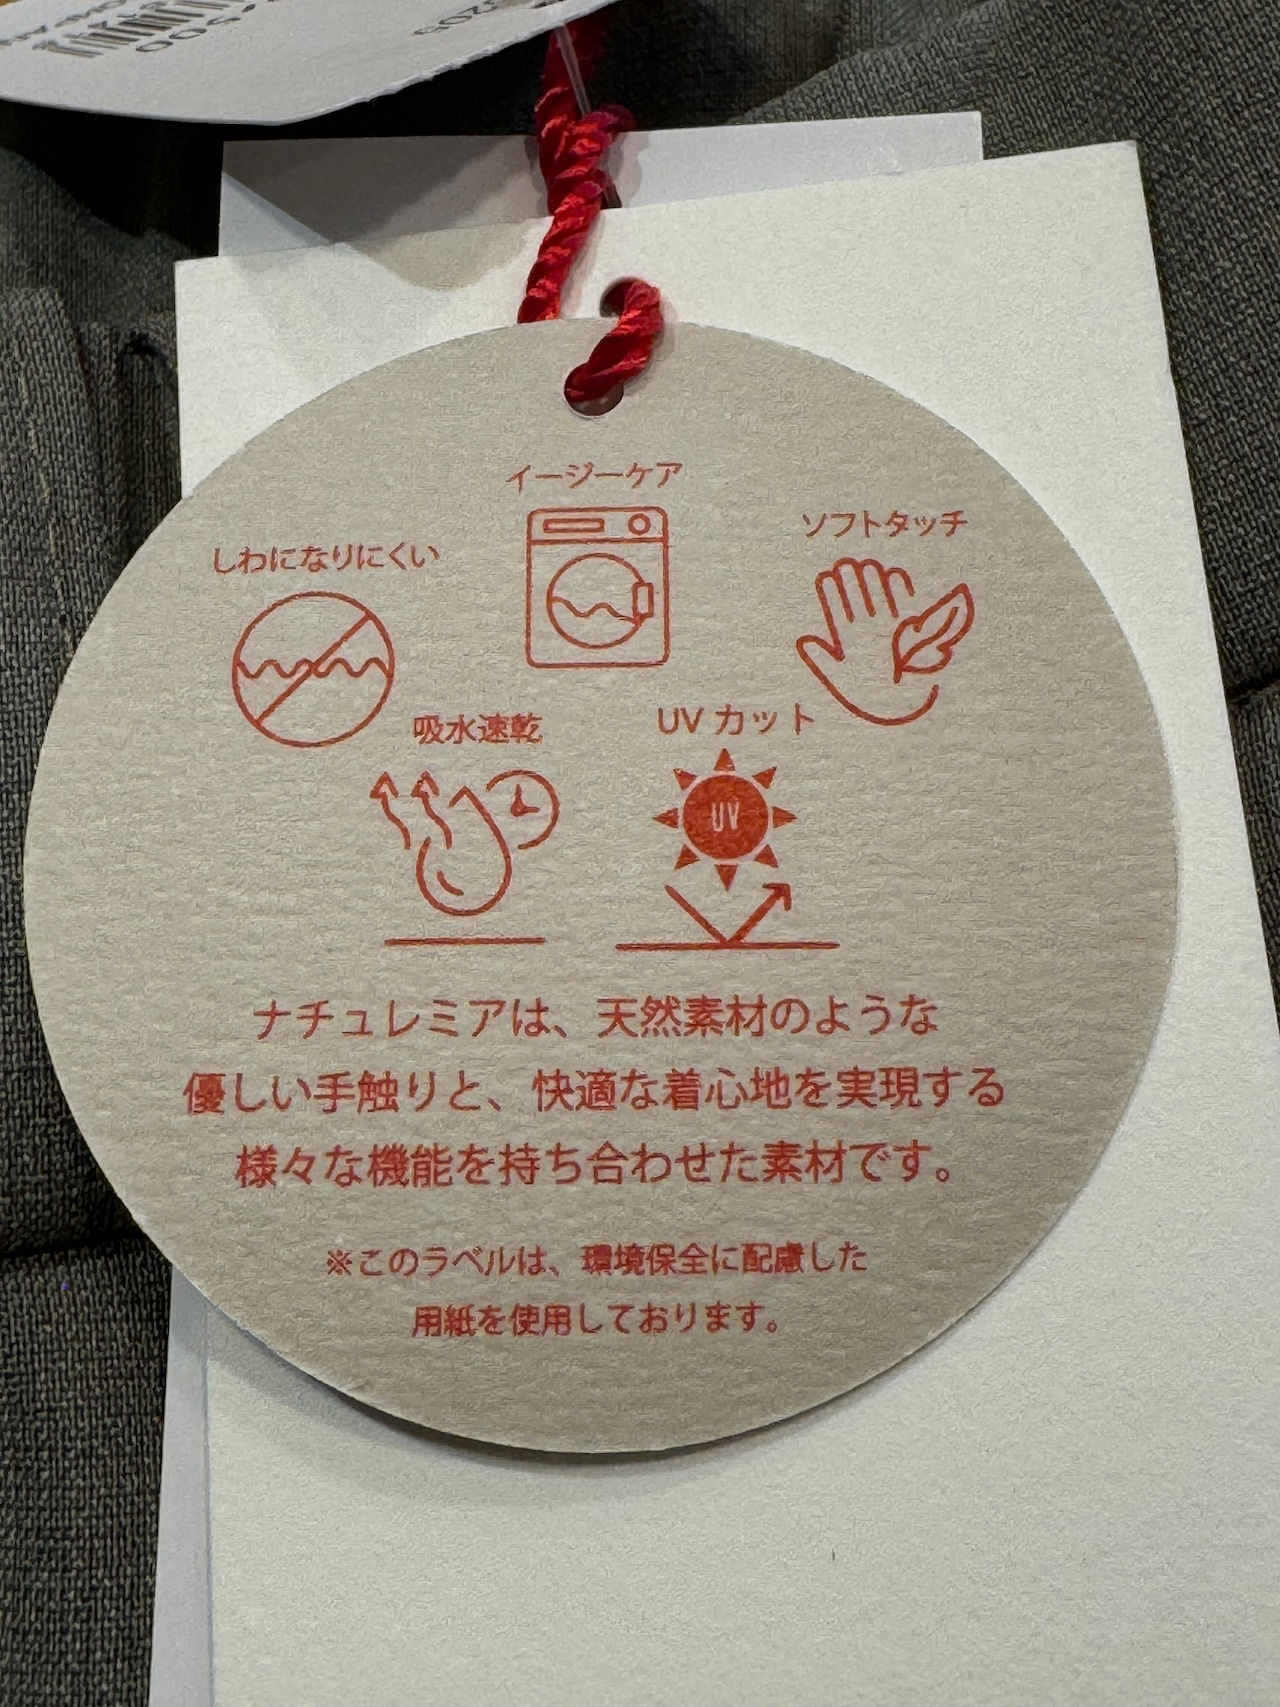 イージーケア
ソフトタッチ
しわになりにくい
吸水速乾
UV カット
UV
ナチュレミアは、天然素材のような
優しい手触りと、快適な着心地を実現する
様々な機能を持ち合わせた素材です。
※このラベルは、環境保全に配慮した
用紙を使用しております。